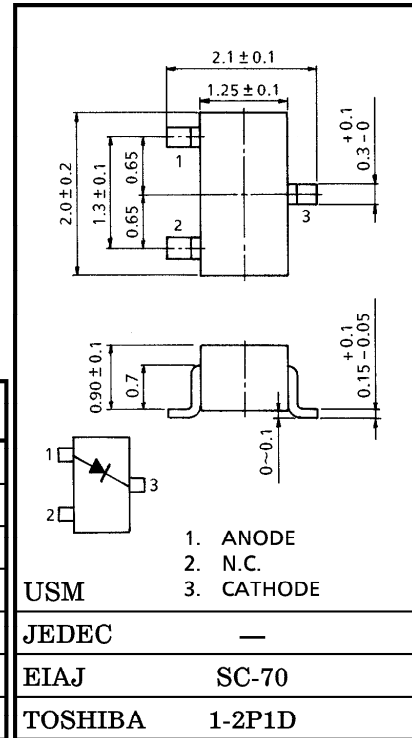 2.1 ± 0.1
1.25 ± 0.1
+ 0.1
0.3 - 0
2.0 ± 0.2
1.3 ± 0.1
0.65
0.65
1
2
3
0.90 ± 0.1
0.7
0~0.1
+ 0.1
0.15 - 0.05
1
2
3
1. ANODE
2. N.C.
USM 3. CATHODE
JEDEC —
EIAJ SC-70
TOSHIBA 1-2P1D